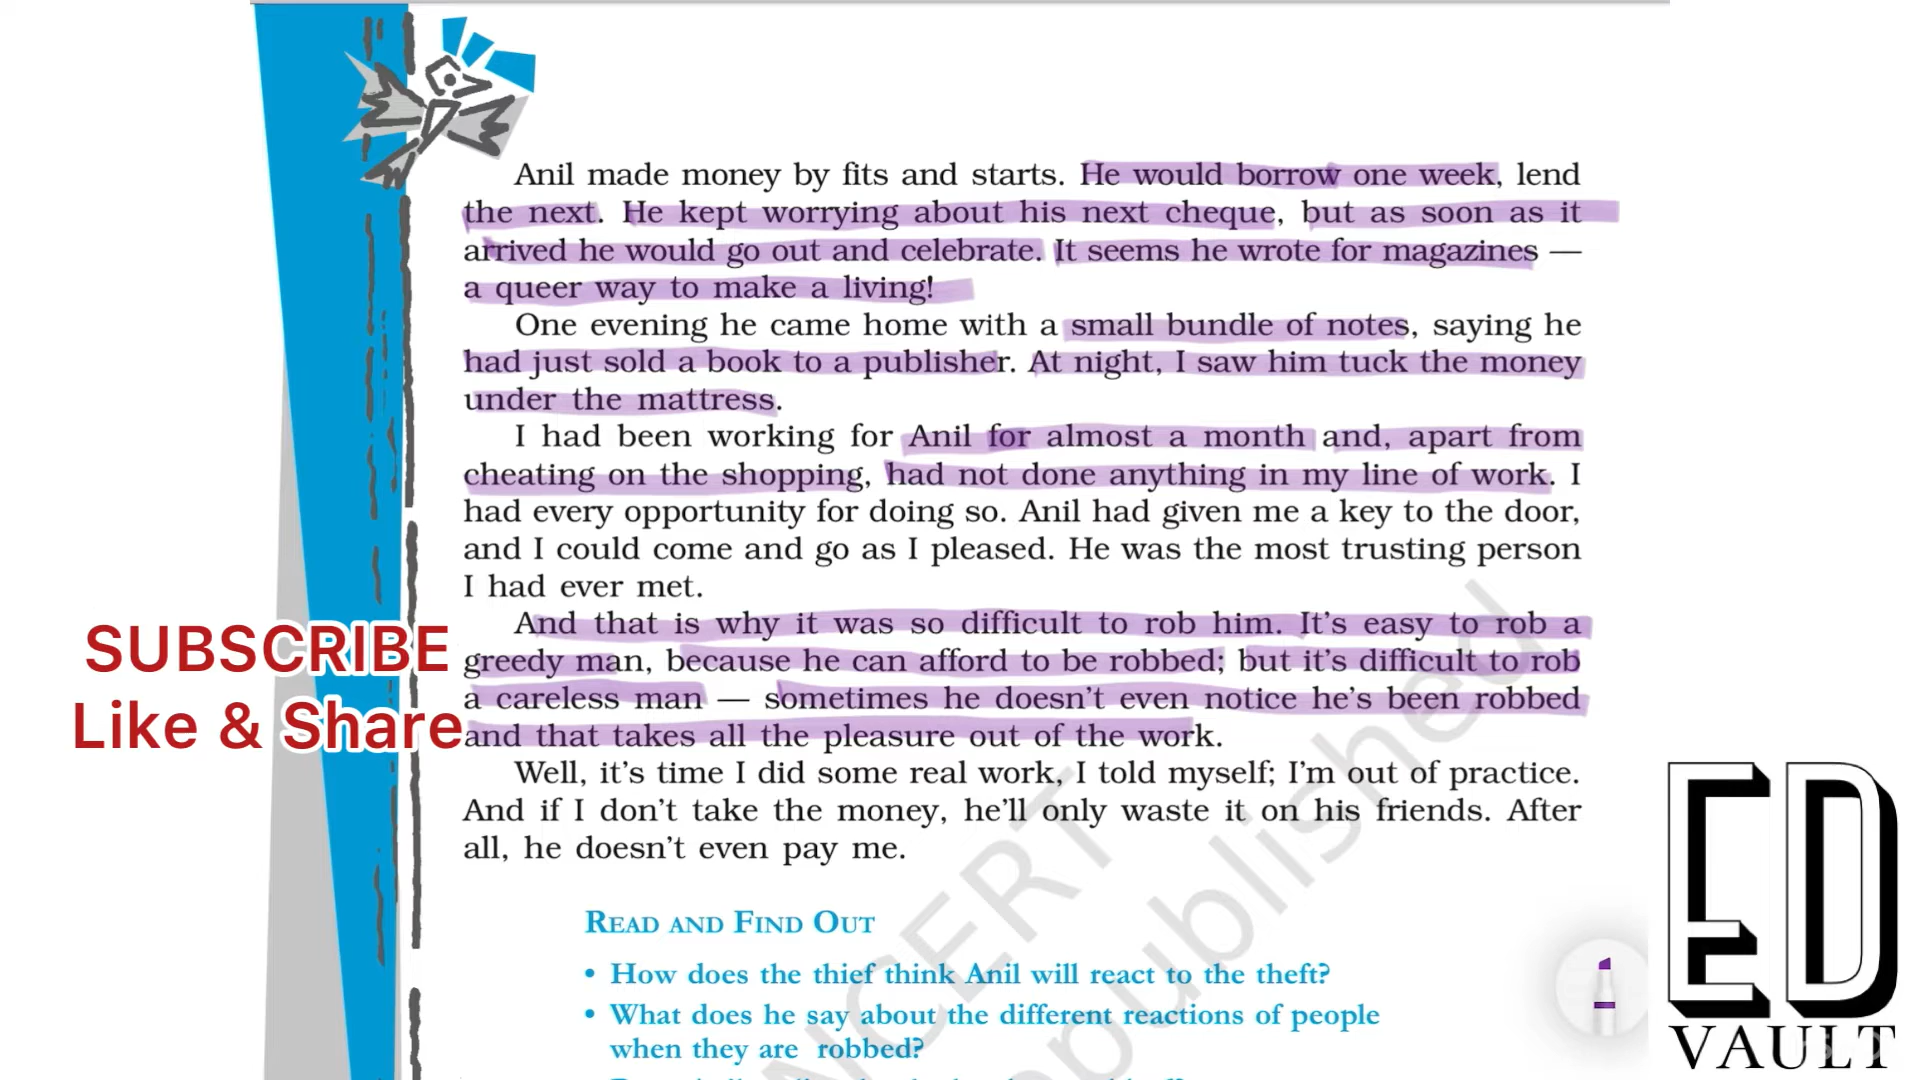 Anil made money by fits and starts. He would borrow one week, lend
the next. He kept worrying about his next cheque, but as soon as it
arrived he would go out and celebrate. It seems he wrote for magazines —
a queer way to make a living!
One evening he came home with a small bundle of notes, saying he
had just sold a book to a publisher. At night, I saw him tuck the money
under the mattress.
I had been working for Anil for almost a month and, apart from
cheating on the shopping, had not done anything in my line of work. I
had every opportunity for doing so. Anil had given me a key to the door,
and I could come and go as I pleased. He was the most trusting person
I had ever met.
And that is why it was so difficult to rob him. It's easy to rob a
greedy man, because he can afford to be robbed; but it's difficult to rob
a careless man — sometimes he doesn't even notice he's been robbed
and that takes all the pleasure out of the work.
Well, it's time I did some real work, I told myself; I'm out of practice.
And if I don't take the money, he'll only waste it on his friends. After
all, he doesn't even pay me.
READ AND FIND OUT
• How does the thief think Anil will react to the theft?
• What does he say about the different reactions of people
when they are robbed?
SUBSCRIBE
Like & Share
NCERT
published
ED
VAULT